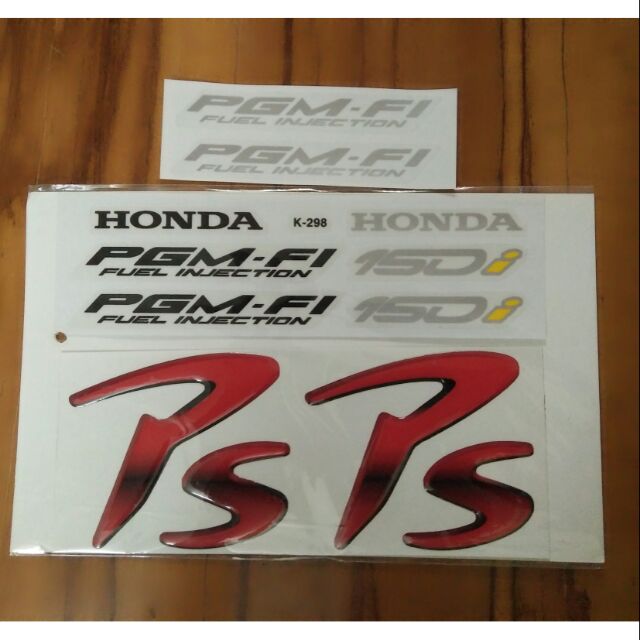 PGM-FI
FUEL INJECTION
PGM-FI
FUEL INJECTION
HONDA K-298 HONDA
PGM-FI 150i
FUEL INJECTION
PGM-FI 150i
FUEL INJECTION
PS PS